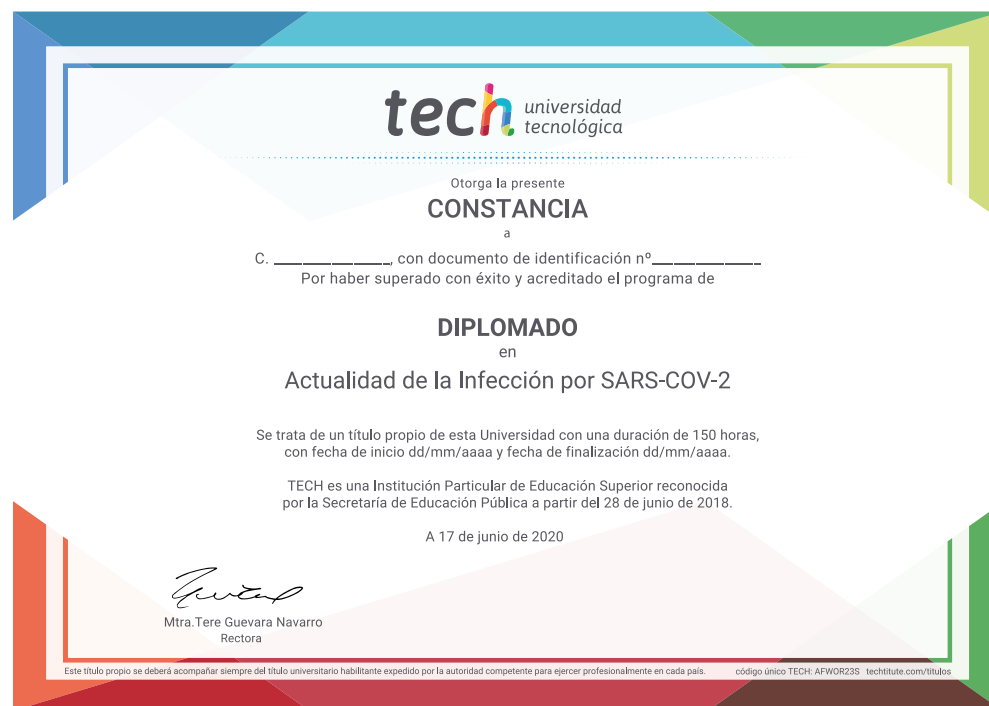 tech universidad
tecnológica
Otorga la presente
CONSTANCIA
a
C. ______________, con documento de identificación nº______________
Por haber superado con éxito y acreditado el programa de
DIPLOMADO
en
Actualidad de la Infección por SARS-COV-2
Se trata de un título propio de esta Universidad con una duración de 150 horas,
con fecha de inicio dd/mm/aaaa y fecha de finalización dd/mm/aaaa.
TECH es una Institución Particular de Educación Superior reconocida
por la Secretaría de Educación Pública a partir del 28 de junio de 2018.
A 17 de junio de 2020
Mtra.Tere Guevara Navarro
Rectora
Este título propio se deberá acompañar siempre del título universitario habilitante expedido por la autoridad competente para ejercer profesionalmente en cada país. código único TECH: AFWOR23S techtitute.com/titulos